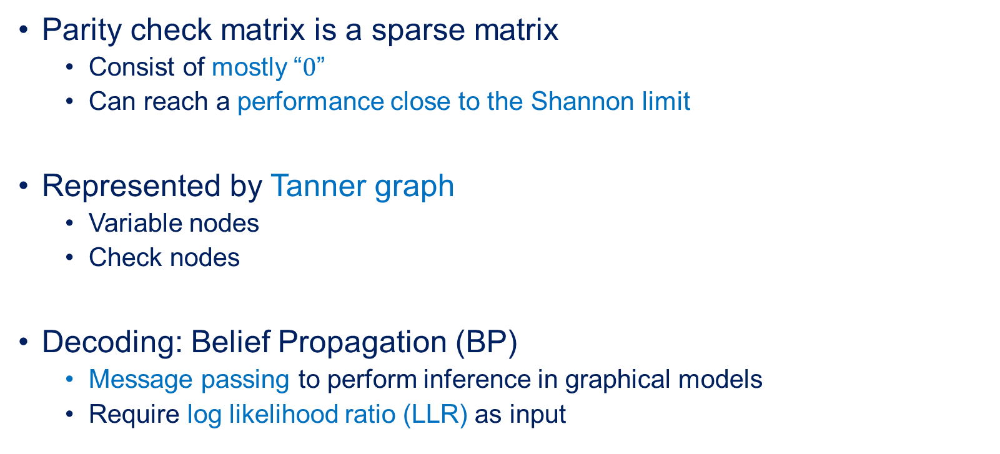 • Parity check matrix is a sparse matrix
• Consist of mostly “0”
• Can reach a performance close to the Shannon limit
• Represented by Tanner graph
• Variable nodes
• Check nodes
• Decoding: Belief Propagation (BP)
• Message passing to perform inference in graphical models
• Require log likelihood ratio (LLR) as input